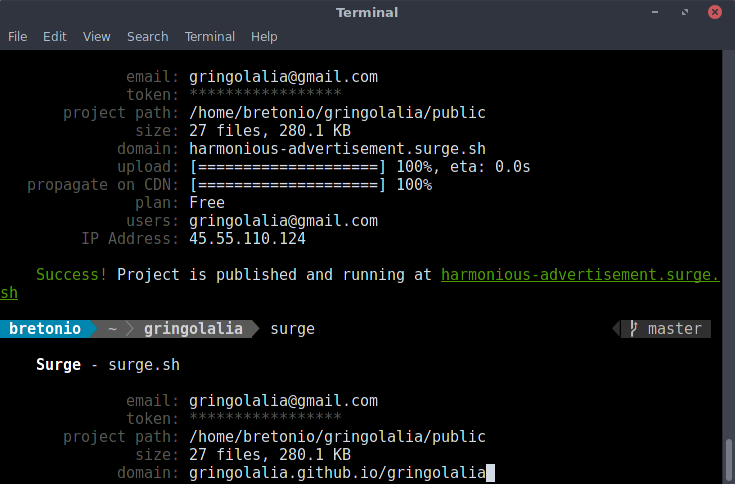 Terminal
File Edit View Search Terminal Help
email: gringolalia@gmail.com
token: *****************
project path: /home/bretonio/gringolalia/public
size: 27 files, 280.1 KB
domain: harmonious-advertisement.surge.sh
upload: [====================] 100%, eta: 0.0s
propagate on CDN: [====================] 100%
plan: Free
users: gringolalia@gmail.com
IP Address: 45.55.110.124
Success! Project is published and running at harmonious-advertisement.surge.
sh
bretonio ~ gringolalia surge master
Surge - surge.sh
email: gringolalia@gmail.com
token: *****************
project path: /home/bretonio/gringolalia/public
size: 27 files, 280.1 KB
domain: gringolalia.github.io/gringolalia